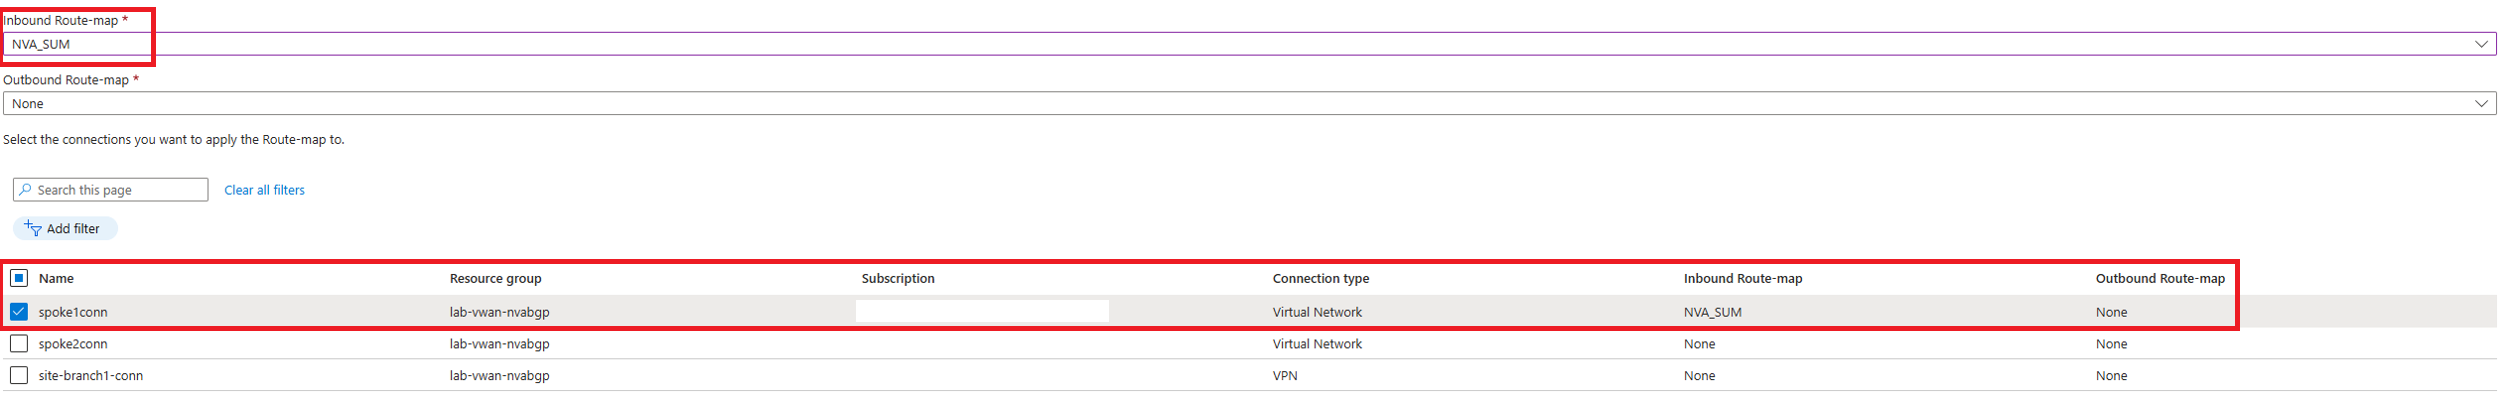 Inbound Route-map *
NVA_SUM
Outbound Route-map *
None
Select the connections you want to apply the Route-map to.
Search this page Clear all filters
Add filter
Name Resource group Subscription Connection type Inbound Route-map Outbound Route-map
spoke1conn lab-vwan-nvabgp Virtual Network NVA_SUM None
spoke2conn lab-vwan-nvabgp Virtual Network None None
site-branch1-conn lab-vwan-nvabgp VPN None None